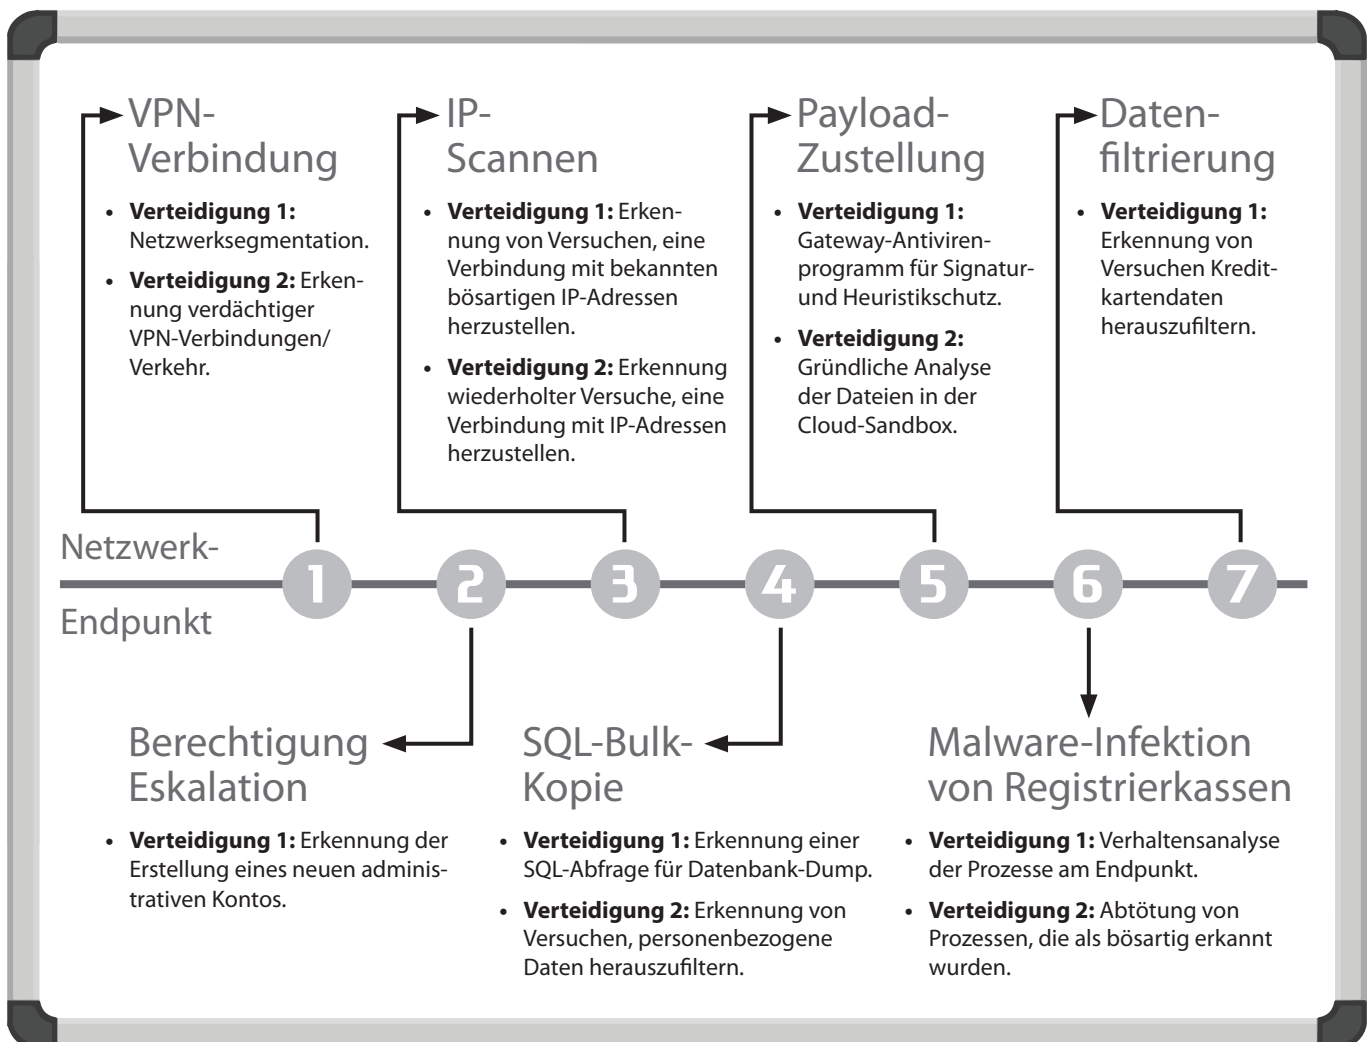 VPN-
Verbindung
• Verteidigung 1:
Netzwerksegmentation.
• Verteidigung 2: Erken-
nung verdächtiger
VPN-Verbindungen/
Verkehr.
IP-
Scannen
• Verteidigung 1: Erken-
nung von Versuchen, eine
Verbindung mit bekannten
bösartigen IP-Adressen
herzustellen.
• Verteidigung 2: Erkennung
wiederholter Versuche, eine
Verbindung mit IP-Adressen
herzustellen.
Payload-
Zustellung
• Verteidigung 1:
Gateway-Antiviren-
programm für Signatur-
und Heuristikschutz.
• Verteidigung 2:
Gründliche Analyse
der Dateien in der
Cloud-Sandbox.
Daten-
filtrierung
• Verteidigung 1:
Erkennung von
Versuchen Kredit-
kartendaten
herauszufiltern.
Netzwerk-
1 2 3 4 5 6 7
Endpunkt
Berechtigung
Eskalation
• Verteidigung 1: Erkennung der
Erstellung eines neuen adminis-
trativen Kontos.
SQL-Bulk-
Kopie
• Verteidigung 1: Erkennung einer
SQL-Abfrage für Datenbank-Dump.
• Verteidigung 2: Erkennung von
Versuchen, personenbezogene
Daten herauszufiltern.
Malware-Infektion
von Registrierkassen
• Verteidigung 1: Verhaltensanalyse
der Prozesse am Endpunkt.
• Verteidigung 2: Abtötung von
Prozessen, die als bösartig erkannt
wurden.